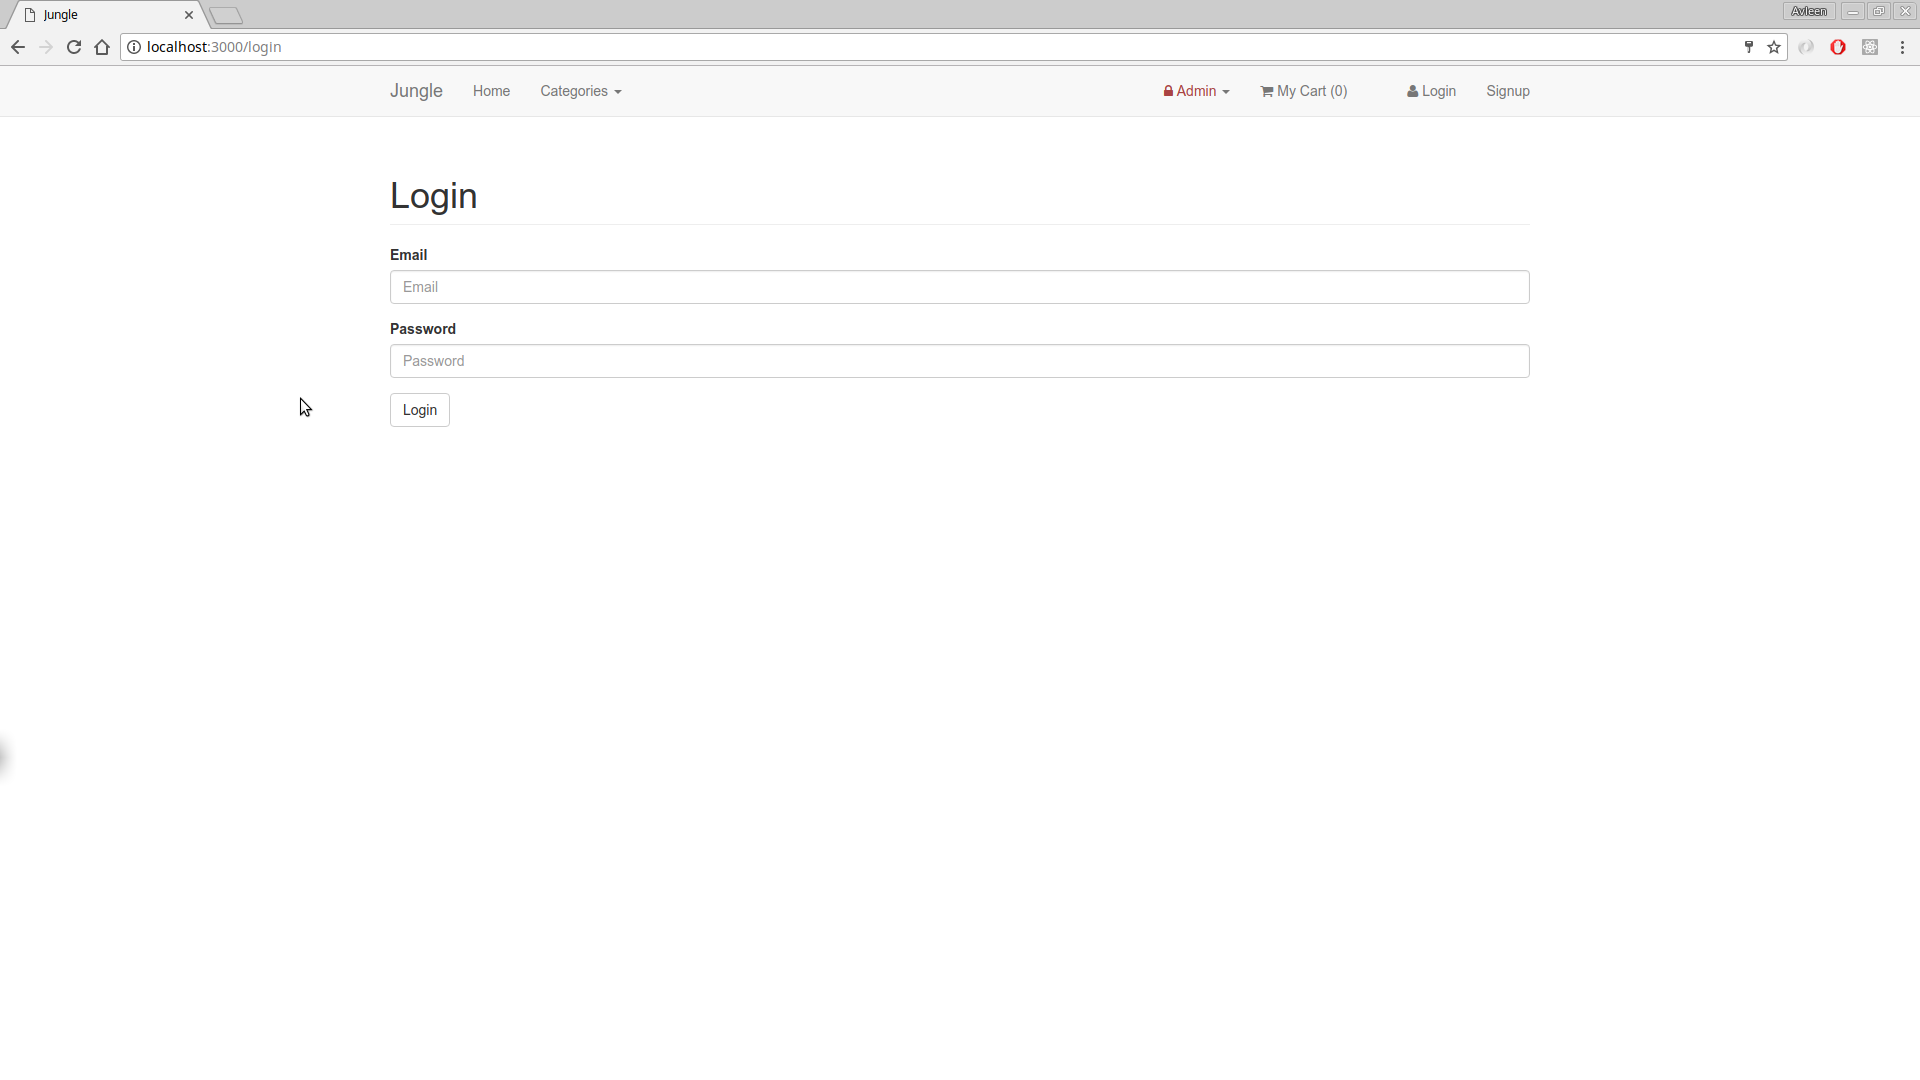 Jungle
Avleen
localhost:3000/login
Jungle Home Categories Admin My Cart (0) Login Signup
Login
Email
Email
Password
Password
Login